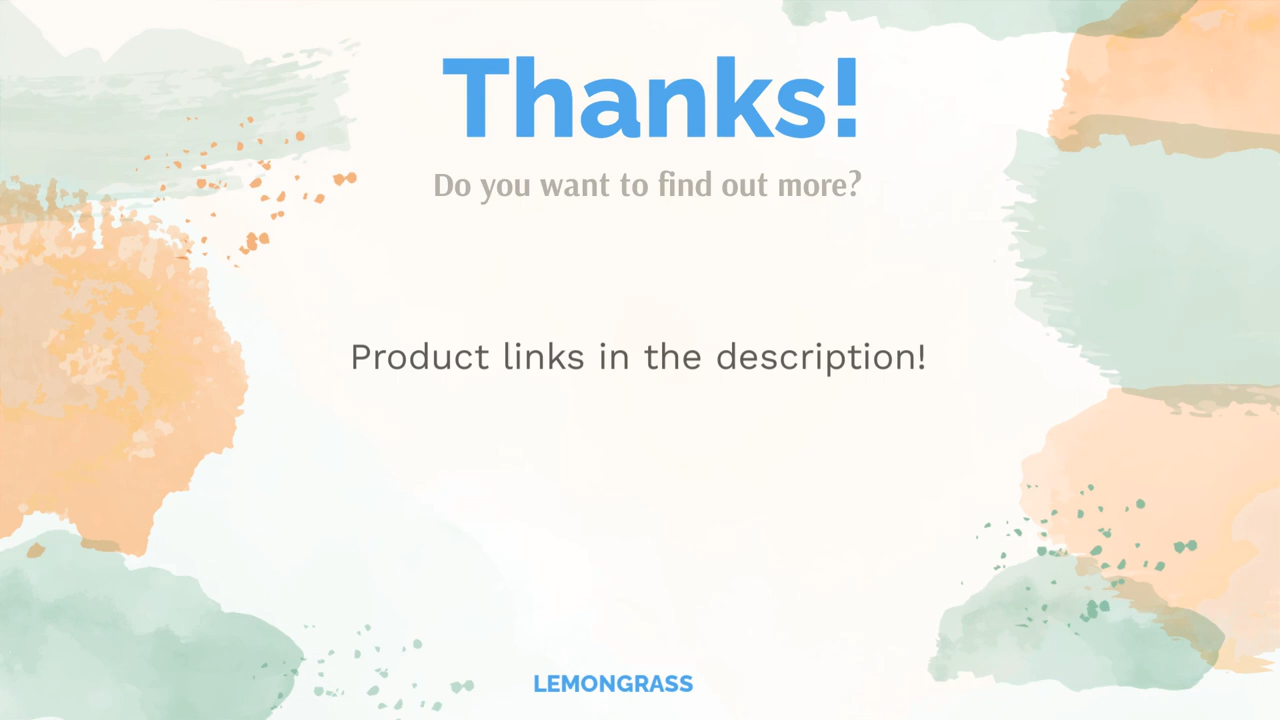 Thanks!
Do you want to find out more?
Product links in the description!
LEMONGRASS